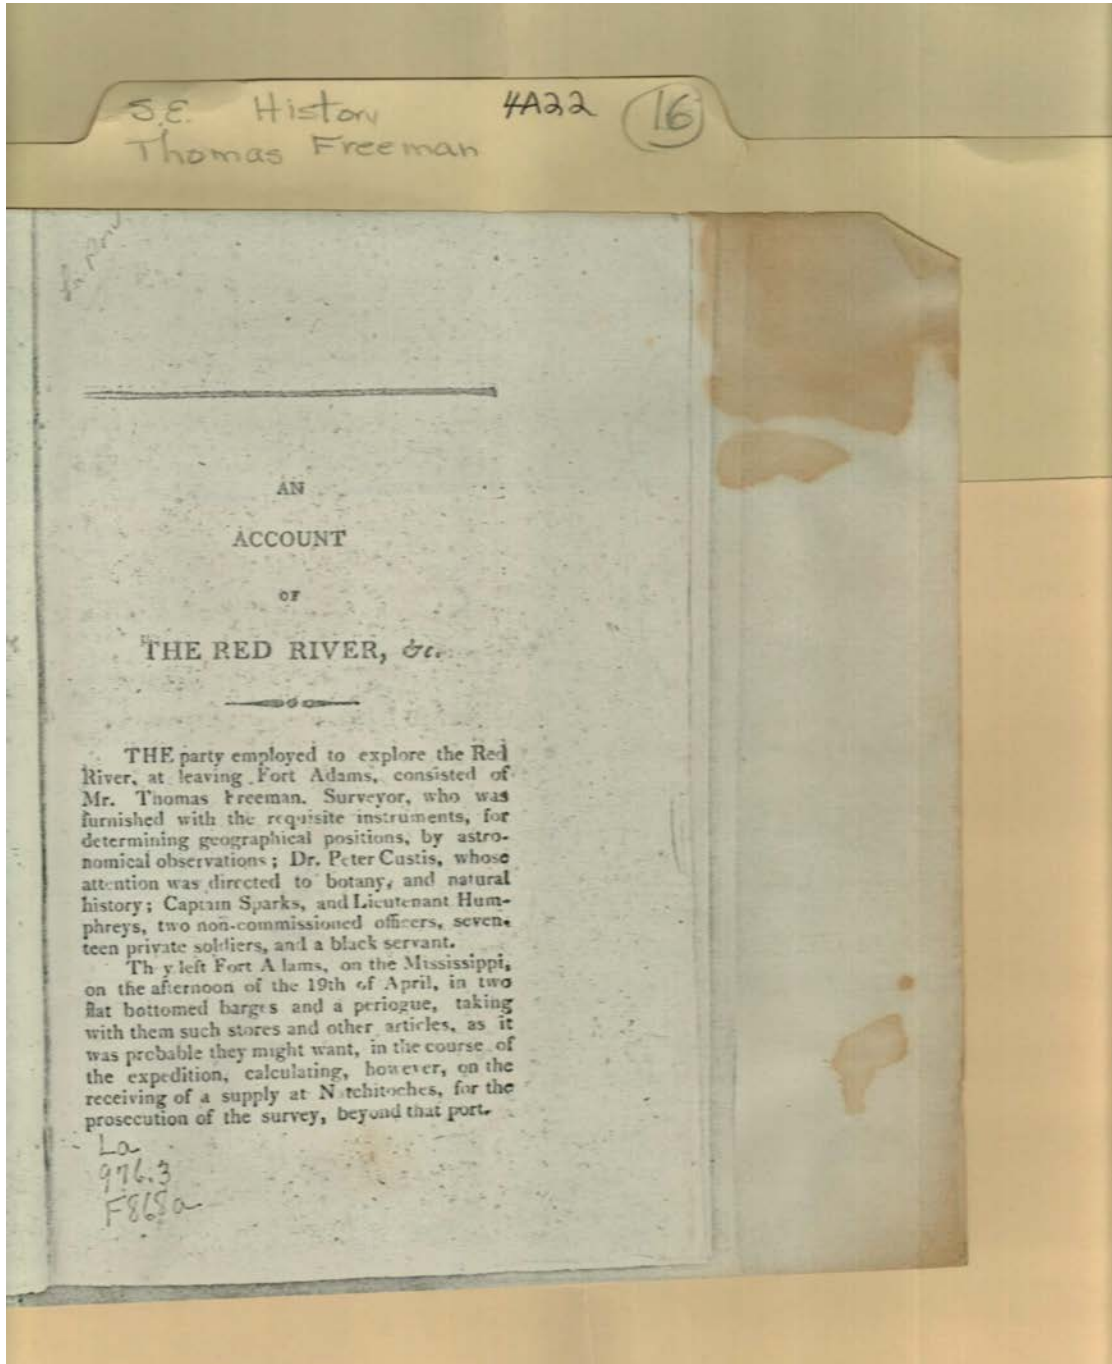 S.E. History 4A22 16
Thomas Freeman
AN
ACCOUNT
OF
THE RED RIVER, &c.
THE party employed to explore the Red
River, at leaving Fort Adams, consisted of
Mr. Thomas Freeman. Surveyor, who was
furnished with the requisite instruments, for
determining geographical positions, by astro-
nomical observations; Dr. Peter Custis, whose
attention was directed to botany, and natural
history; Captain Sparks, and Lieutenant Hum-
phreys, two non-commissioned officers, seven-
teen private soldiers, and a black servant.
Th y left Fort A lams, on the Mississippi,
on the afternoon of the 19th of April, in two
flat bottomed barges and a periogue, taking
with them such stores and other articles, as it
was probable they might want, in the course of
the expedition, calculating, however, on the
receiving of a supply at N tchitoches, for the
prosecution of the survey, beyond that port.
La
976.3
F868a